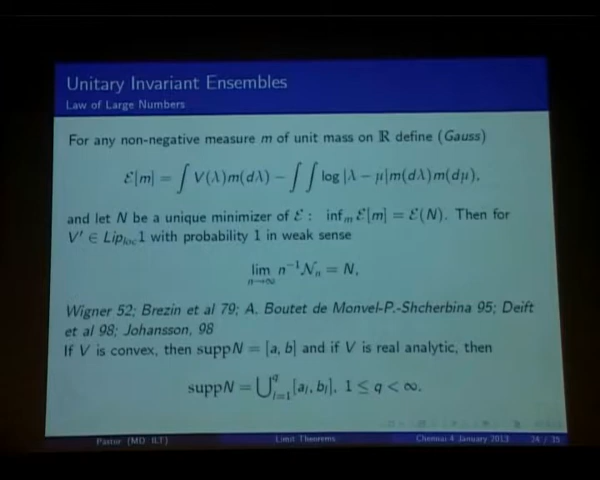 Unitary Invariant Ensembles
Law of Large Numbers
For any non-negative measure m of unit mass on ℝ define (Gauss)
ℰ[m] = ∫ V(λ)m(dλ) − ∫ ∫ log |λ − μ|m(dλ)m(dμ),
and let N be a unique minimizer of ℰ : inf_m ℰ[m] = ℰ(N). Then for
V′ ∈ Lip_loc 1 with probability 1 in weak sense
lim_{n→∞} n^{-1} 𝒩_n = N,
Wigner 52; Brezin et al 79; A. Boutet de Monvel-P.-Shcherbina 95; Deift
et al 98; Johansson, 98
If V is convex, then suppN = [a, b] and if V is real analytic, then
suppN = ⋃_{l=1}^{q} [a_l, b_l], 1 ≤ q < ∞.
Pastur (MD ILT) Limit Theorems Chennai 4 January 2013 34 / 35